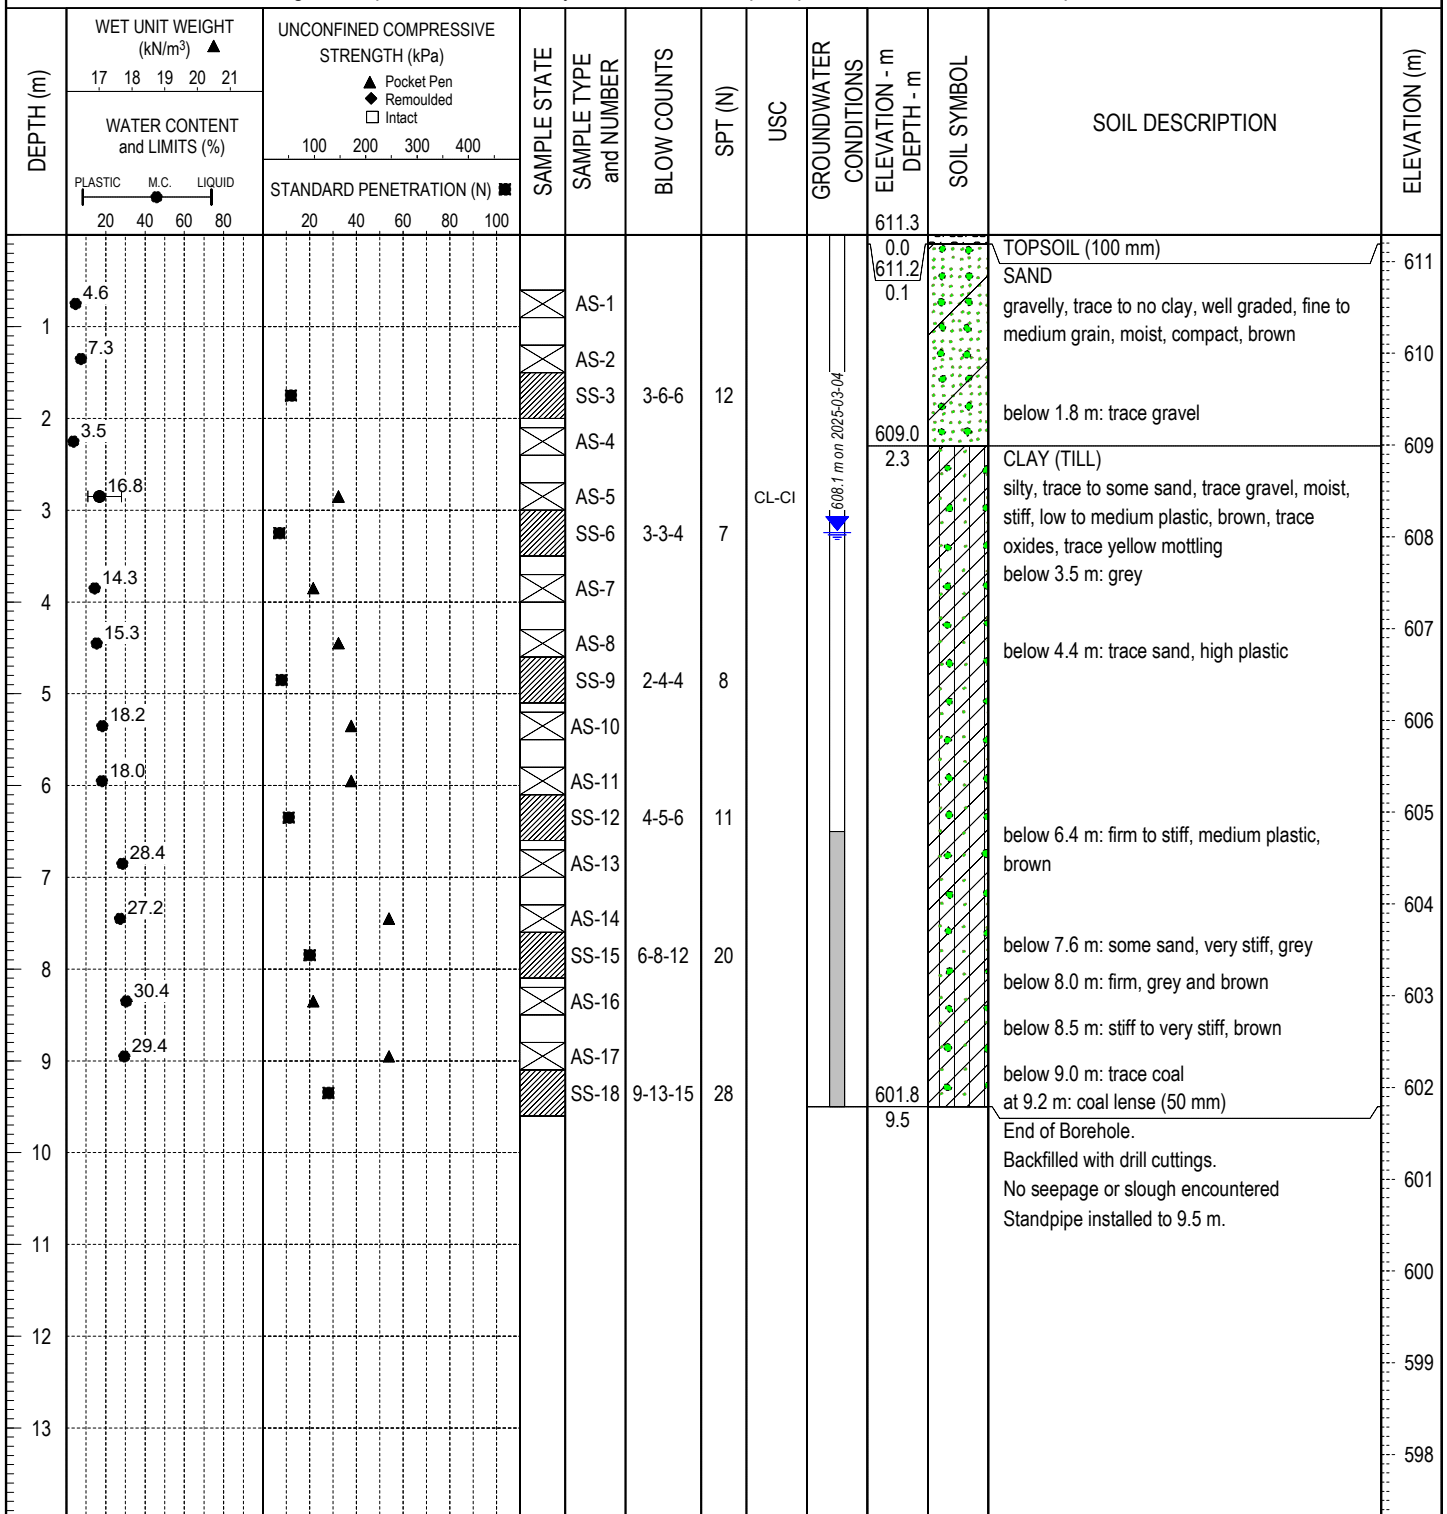 DEPTH (m)
WET UNIT WEIGHT
(kN/m³)
17 18 19 20 21
WATER CONTENT
and LIMITS (%)
PLASTIC M.C. LIQUID
20 40 60 80
UNCONFINED COMPRESSIVE
STRENGTH (kPa)
Pocket Pen
Remoulded
Intact
100 200 300 400
STANDARD PENETRATION (N)
20 40 60 80 100
SAMPLE STATE
SAMPLE TYPE
and NUMBER
BLOW COUNTS
SPT (N)
USC
GROUNDWATER
CONDITIONS
ELEVATION - m
DEPTH - m
SOIL SYMBOL
SOIL DESCRIPTION
ELEVATION (m)
611.3
0.0
TOPSOIL (100 mm)
611
611.2
0.1
SAND
4.6
AS-1
gravelly, trace to no clay, well graded, fine to
1
medium grain, moist, compact, brown
610
7.3
AS-2
SS-3 3-6-6 12
608.1 m on 2025-03-04
below 1.8 m: trace gravel
2
3.5
AS-4
609.0
609
2.3
CLAY (TILL)
16.8
AS-5
CL-CI
silty, trace to some sand, trace gravel, moist,
3
stiff, low to medium plastic, brown, trace
SS-6 3-3-4 7
608
oxides, trace yellow mottling
below 3.5 m: grey
14.3
AS-7
4
607
15.3
AS-8
below 4.4 m: trace sand, high plastic
SS-9 2-4-4 8
5
18.2
AS-10
606
18.0
AS-11
6
SS-12 4-5-6 11
605
below 6.4 m: firm to stiff, medium plastic,
brown
28.4
AS-13
7
604
27.2
AS-14
below 7.6 m: some sand, very stiff, grey
SS-15 6-8-12 20
8
below 8.0 m: firm, grey and brown
30.4
AS-16
603
below 8.5 m: stiff to very stiff, brown
29.4
AS-17
9
below 9.0 m: trace coal
SS-18 9-13-15 28
601.8
602
at 9.2 m: coal lense (50 mm)
9.5
End of Borehole.
10
Backfilled with drill cuttings.
601
No seepage or slough encountered
Standpipe installed to 9.5 m.
11
600
12
599
13
598